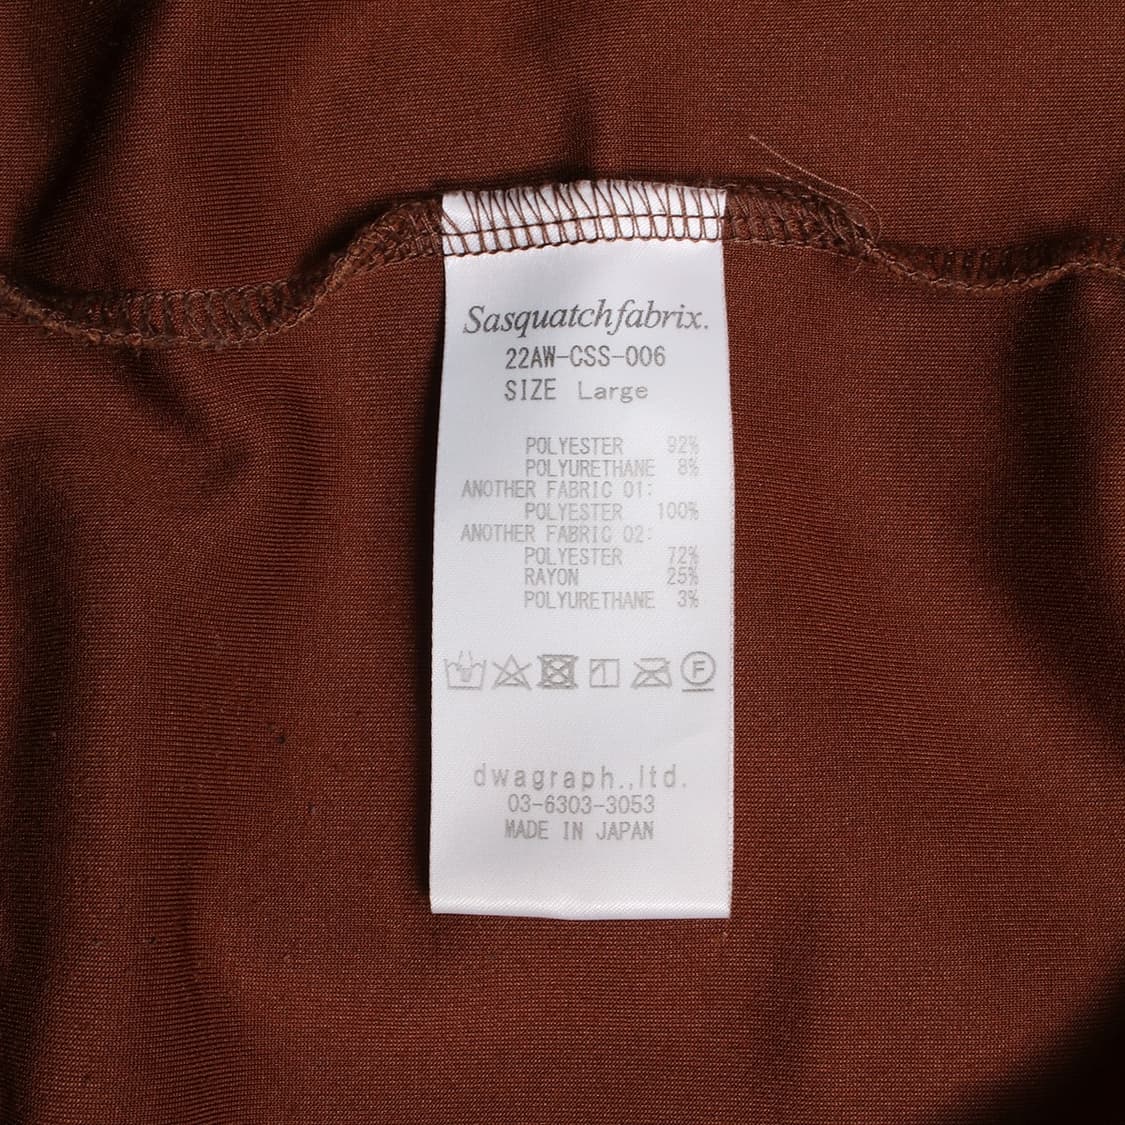 Sasquatchfabrix.
22AW-CSS-006
SIZE Large
POLYESTER 92%
POLYURETHANE 8%
ANOTHER FABRIC 01:
POLYESTER 100%
ANOTHER FABRIC 02:
POLYESTER 72%
RAYON 25%
POLYURETHANE 3%
F
dwagraph.,ltd.
03-6303-3053
MADE IN JAPAN